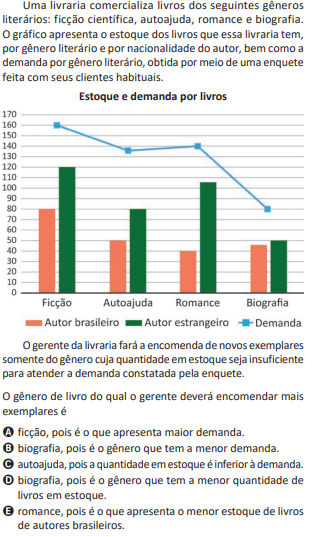 Uma livraria comercializa livros dos seguintes gêneros
literários: ficção científica, autoajuda, romance e biografia.
O gráfico apresenta o estoque dos livros que essa livraria tem,
por gênero literário e por nacionalidade do autor, bem como a
demanda por gênero literário, obtida por meio de uma enquete
feita com seus clientes habituais.
Estoque e demanda por livros
170
160
150
140
130
120
110
100
90
80
70
60
50
40
30
20
10
0
Ficção Autoajuda Romance Biografia
Autor brasileiro Autor estrangeiro Demanda
O gerente da livraria fará a encomenda de novos exemplares
somente do gênero cuja quantidade em estoque seja insuficiente
para atender a demanda constatada pela enquete.
O gênero de livro do qual o gerente deverá encomendar mais
exemplares é
A ficção, pois é o que apresenta maior demanda.
B biografia, pois é o gênero que tem a menor demanda.
C autoajuda, pois a quantidade em estoque é inferior à demanda.
D biografia, pois é o gênero que tem a menor quantidade de
livros em estoque.
E romance, pois é o que apresenta o menor estoque de livros
de autores brasileiros.